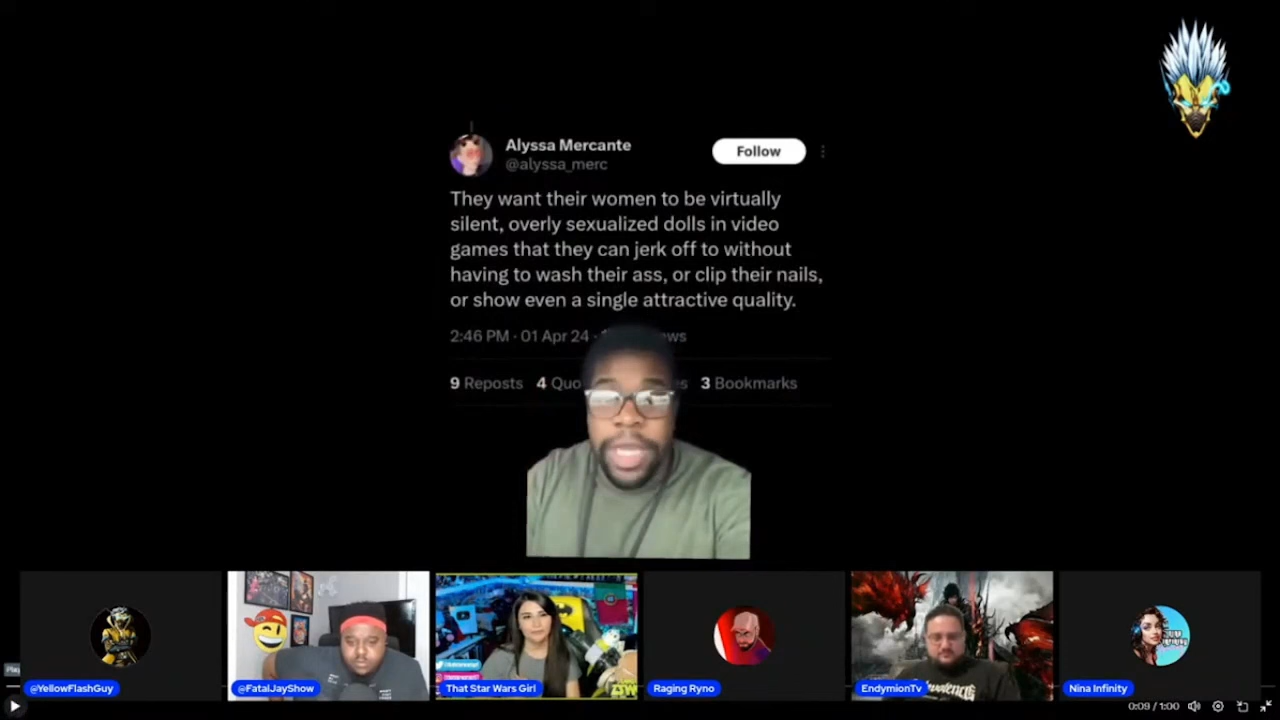 Alyssa Mercante
@alyssa_merc
Follow
They want their women to be virtually
silent, overly sexualized dolls in video
games that they can jerk off to without
having to wash their ass, or clip their nails,
or show even a single attractive quality.
2:46 PM · 01 Apr 24 ·
9 Reposts 4 3 Bookmarks
@YellowFlashGuy
@FatalJayShow
That Star Wars Girl
Raging Ryno
EndymionTv
Nina Infinity
0:09 / 1:00